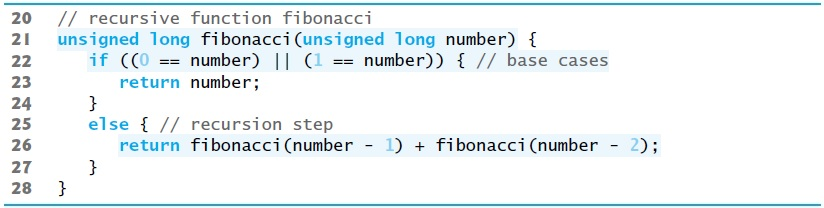 20 // recursive function fibonacci
21 unsigned long fibonacci(unsigned long number) {
22    if ((0 == number) || (1 == number)) { // base cases
23       return number;
24    }
25    else { // recursion step
26       return fibonacci(number - 1) + fibonacci(number - 2);
27    }
28 }